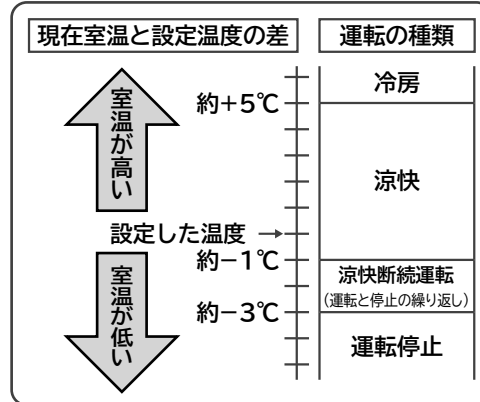 現在室温と設定温度の差
運転の種類
室温が高い
冷房
約+5℃
涼快
設定した温度 →
約−1℃
室温が低い
涼快断続運転
(運転と停止の繰り返し)
約−3℃
運転停止